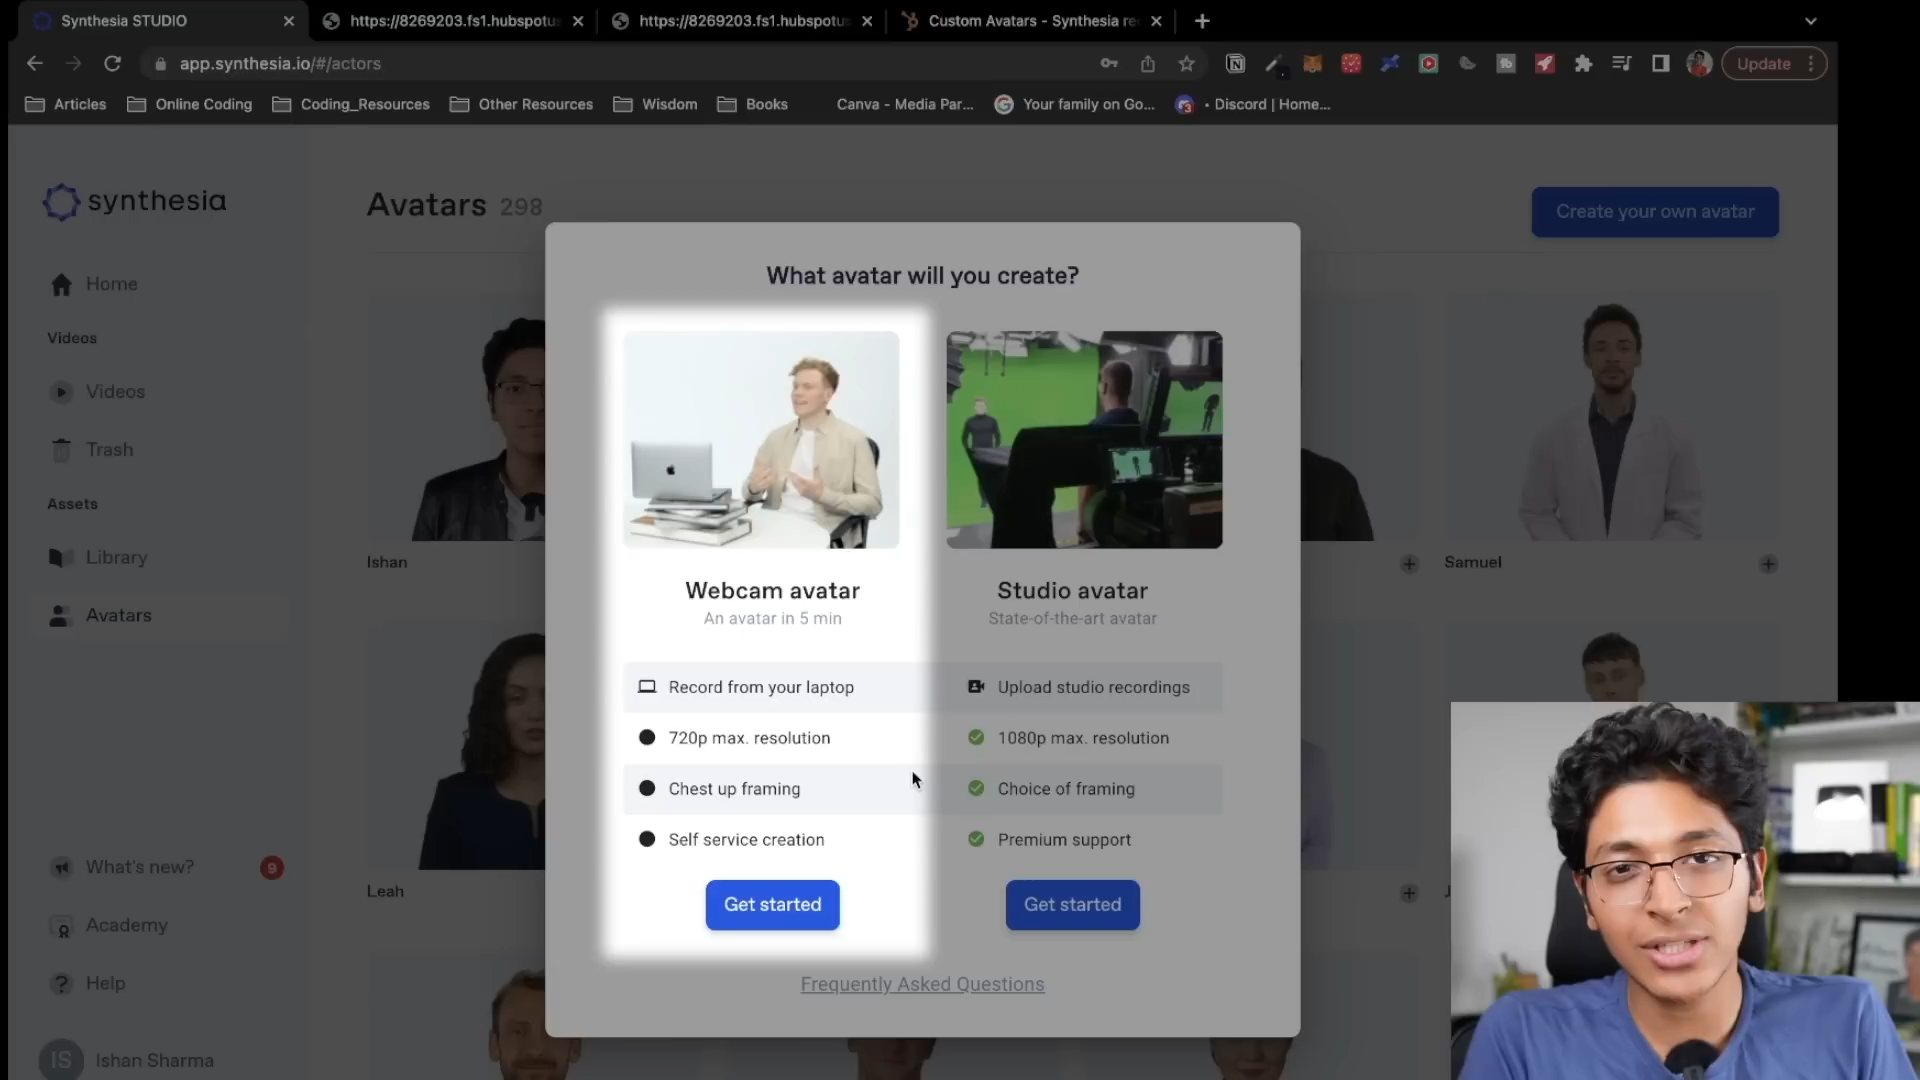 Synthesia STUDIO
https://8269203.fs1.hubspotu
https://8269203.fs1.hubspotu
Custom Avatars - Synthesia re
app.synthesia.io/#/actors
Update
Articles
Online Coding
Coding_Resources
Other Resources
Wisdom
Books
Canva - Media Par...
Your family on Go...
• Discord | Home...
synthesia
Avatars 298
Create your own avatar
Home
Videos
Videos
Trash
Assets
Library
Avatars
What's new?
9
Academy
Help
IS
Ishan Sharma
Ishan
Samuel
Leah
J
What avatar will you create?
Webcam avatar
An avatar in 5 min
Record from your laptop
720p max. resolution
Chest up framing
Self service creation
Get started
Studio avatar
State-of-the-art avatar
Upload studio recordings
1080p max. resolution
Choice of framing
Premium support
Get started
Frequently Asked Questions